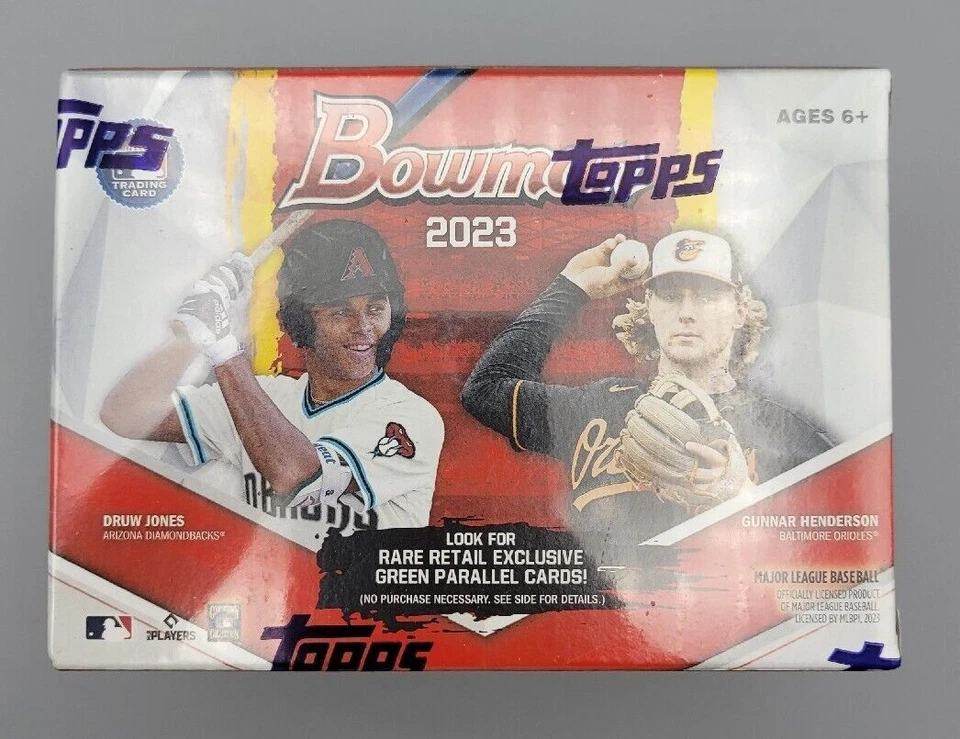 AGES 6+
TOPPS
TRADING
CARD
Bowm
TOPPS
2023
A
DRUW JONES
ARIZONA DIAMONDBACKS®
GUNNAR HENDERSON
BALTIMORE ORIOLES®
LOOK FOR
RARE RETAIL EXCLUSIVE
GREEN PARALLEL CARDS!
(NO PURCHASE NECESSARY. SEE SIDE FOR DETAILS.)
MAJOR LEAGUE BASEBALL
OFFICIALLY LICENSED PRODUCT
OF MAJOR LEAGUE BASEBALL.
LICENSED BY MLBPI, 2023
PLAYERS
TOPPS